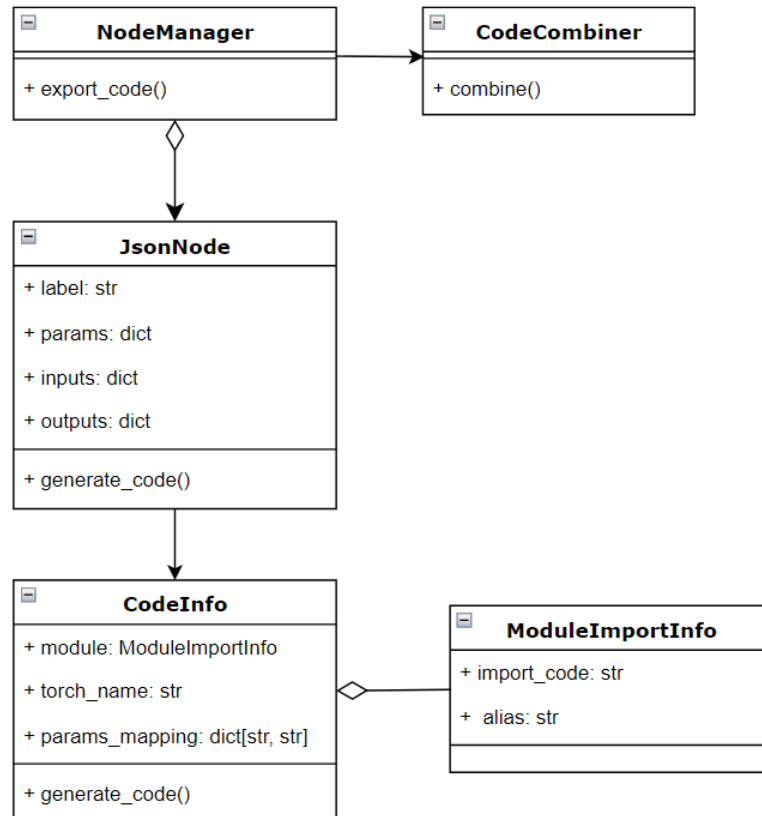 NodeManager
+ export_code()
CodeCombiner
+ combine()
JsonNode
+ label: str
+ params: dict
+ inputs: dict
+ outputs: dict
+ generate_code()
CodeInfo
+ module: ModuleImportInfo
+ torch_name: str
+ params_mapping: dict[str, str]
+ generate_code()
ModuleImportInfo
+ import_code: str
+ alias: str